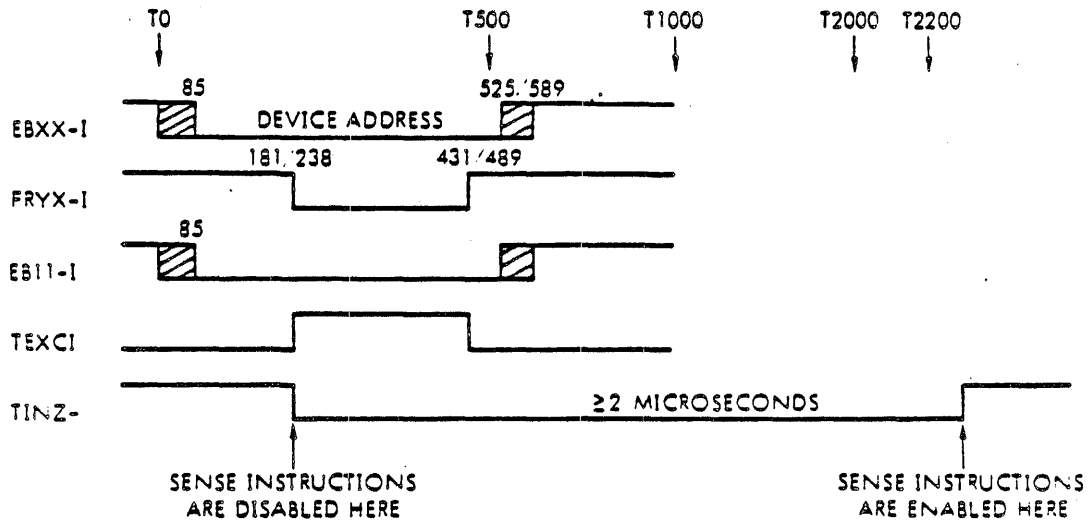 T0 T500 T1000 T2000 T2200
85 525/589
EBXX-I DEVICE ADDRESS
181/238 431/489
FRYX-I
85
EB11-I
TEXCI
TINZ- ≥2 MICROSECONDS
SENSE INSTRUCTIONS
ARE DISABLED HERE
SENSE INSTRUCTIONS
ARE ENABLED HERE